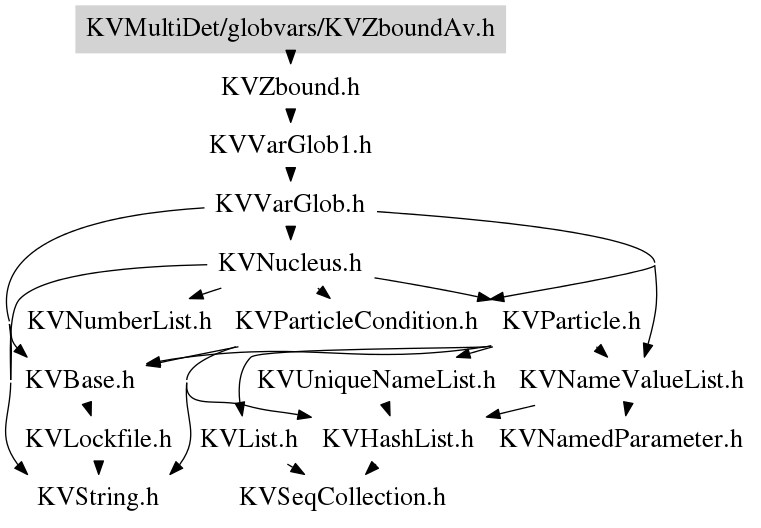 KVMultiDet/globvars/KVZboundAv.h
KVZbound.h
KVVarGlob1.h
KVVarGlob.h
KVNucleus.h
KVNumberList.h
KVParticleCondition.h
KVParticle.h
KVBase.h
KVUniqueNameList.h
KVNameValueList.h
KVLockfile.h
KVList.h
KVHashList.h
KVNamedParameter.h
KVString.h
KVSeqCollection.h